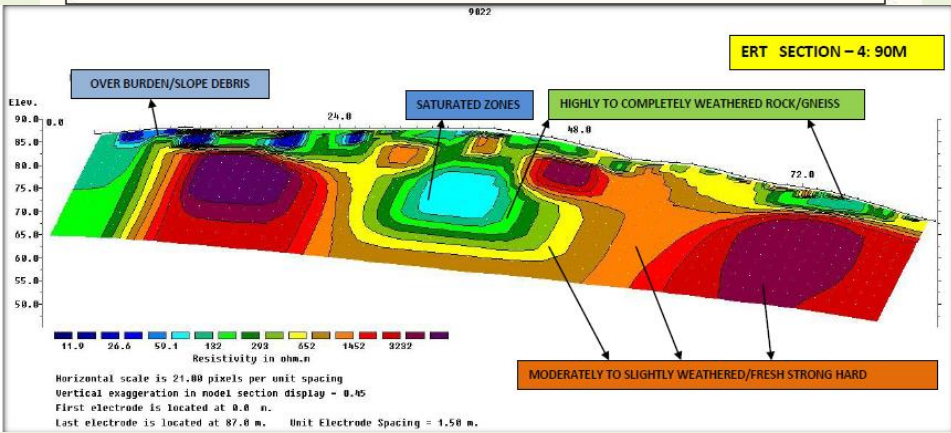 9022
ERT SECTION – 4: 90M
OVER BURDEN/SLOPE DEBRIS
SATURATED ZONES
HIGHLY TO COMPLETELY WEATHERED ROCK/GNEISS
Elev.
90.0
0.0
24.0
48.0
72.0
85.0
80.0
75.0
70.0
65.0
60.0
55.0
50.0
11.9 26.6 59.1 132 293 652 1452 3232
Resistivity in ohm.m
MODERATELY TO SLIGHTLY WEATHERED/FRESH STRONG HARD
Horizontal scale is 21.00 pixels per unit spacing
Vertical exaggeration in model section display = 0.45
First electrode is located at 0.0 m.
Last electrode is located at 87.0 m. Unit Electrode Spacing = 1.50 m.